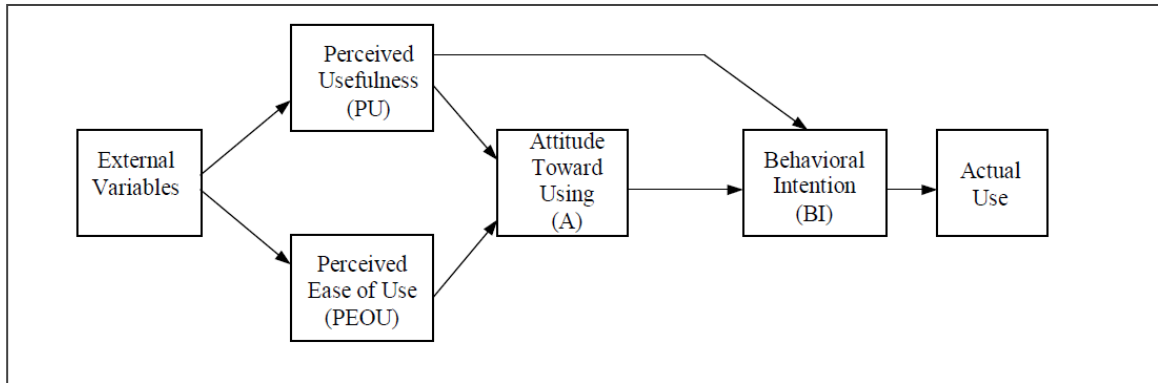 External
Variables
Perceived
Usefulness
(PU)
Perceived
Ease of Use
(PEOU)
Attitude
Toward
Using
(A)
Behavioral
Intention
(BI)
Actual
Use